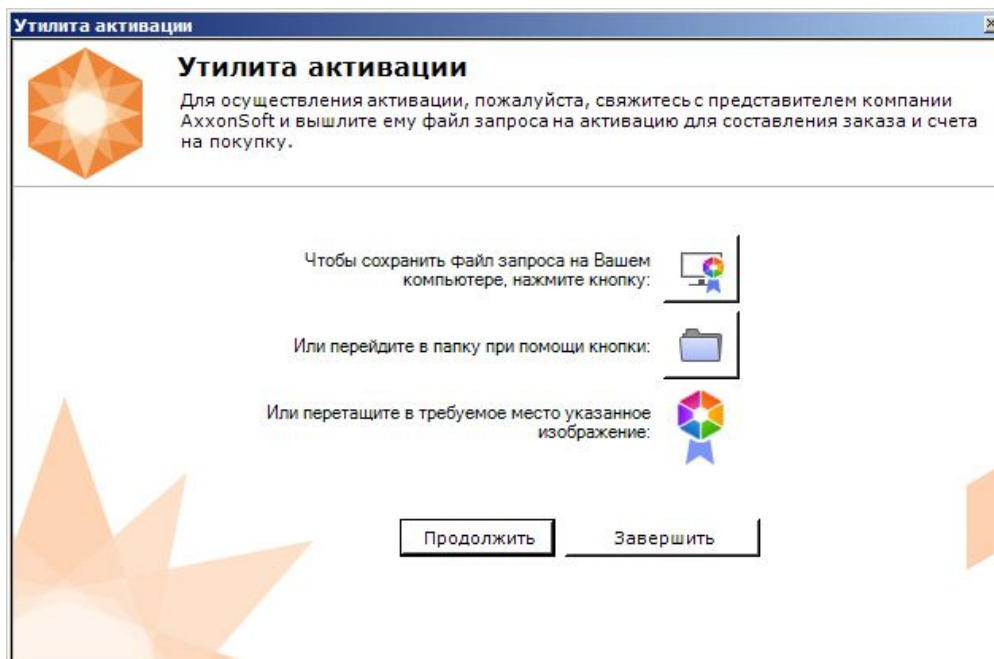 Утилита активации
Утилита активации
Для осуществления активации, пожалуйста, свяжитесь с представителем компании
AxxonSoft и вышлите ему файл запроса на активацию для составления заказа и счета
на покупку.
Чтобы сохранить файл запроса на Вашем
компьютере, нажмите кнопку:
Или перейдите в папку при помощи кнопки:
Или перетащите в требуемое место указанное
изображение:
Продолжить
Завершить